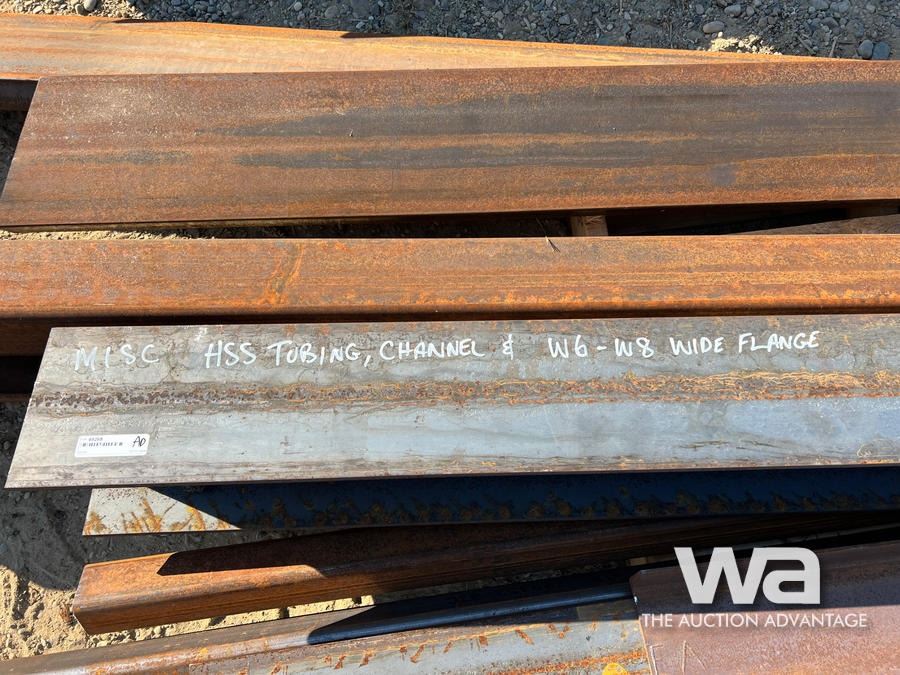 MISC HSS TUBING, CHANNEL & W6-W8 WIDE FLANGE
AD
wa
THE AUCTION ADVANTAGE